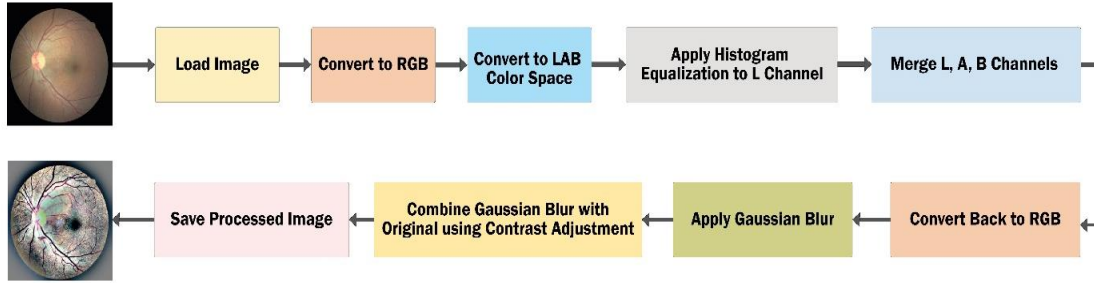 Load Image
Convert to RGB
Convert to LAB
Color Space
Apply Histogram
Equalization to L Channel
Merge L, A, B Channels
Convert Back to RGB
Apply Gaussian Blur
Combine Gaussian Blur with
Original using Contrast Adjustment
Save Processed Image